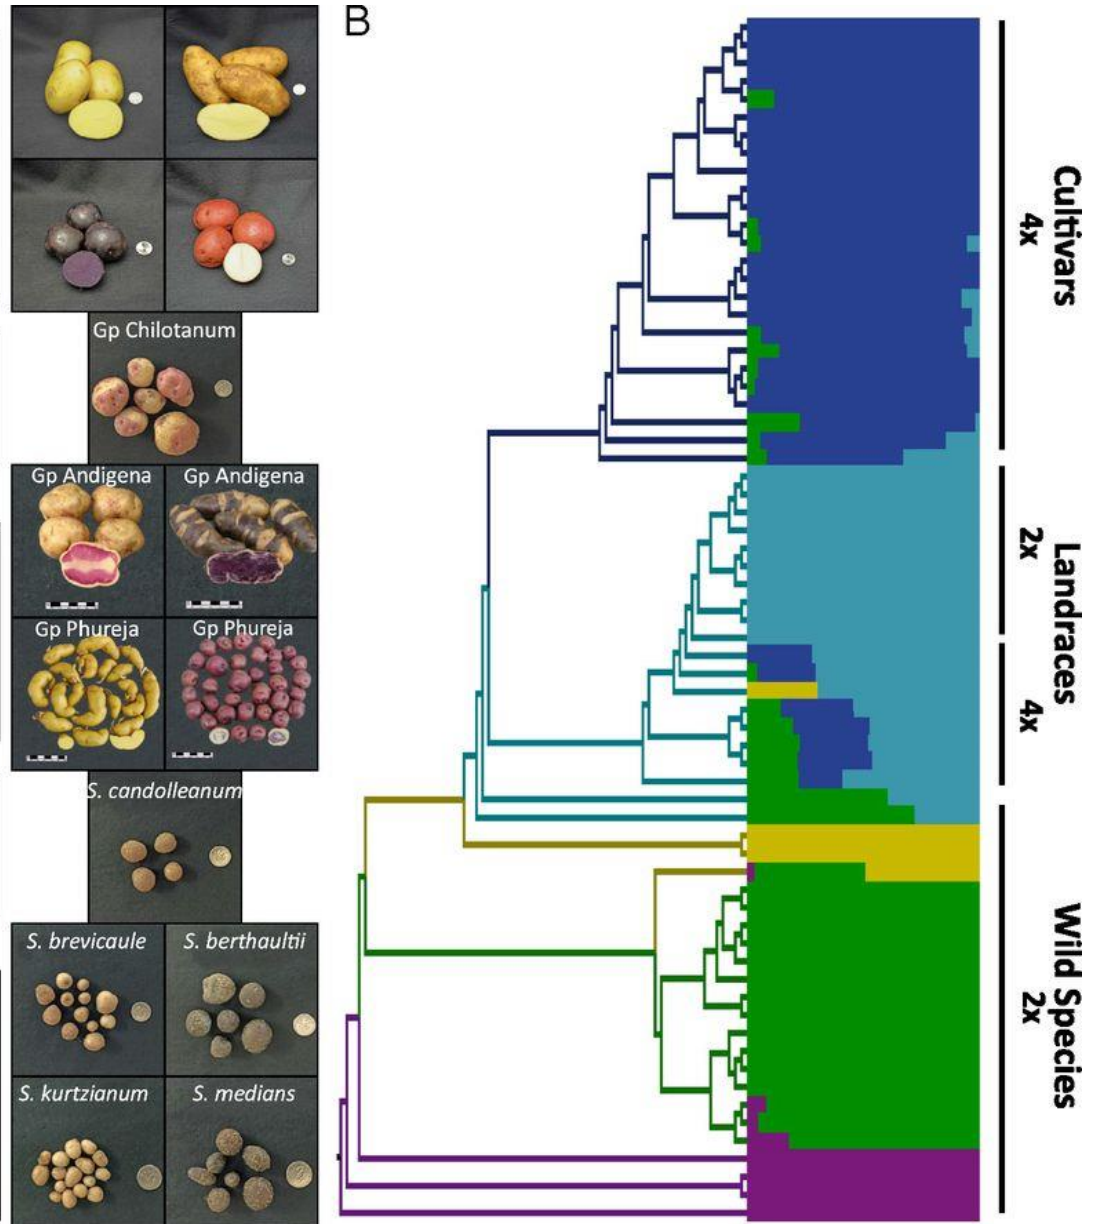 B
Gp Chilotanum
Gp Andigena
Gp Andigena
Gp Phureja
Gp Phureja
S. candolleanum
S. brevicaule
S. berthaultii
S. kurtzianum
S. medians
Cultivars
4x
Landraces
2x
4x
Wild Species
2x